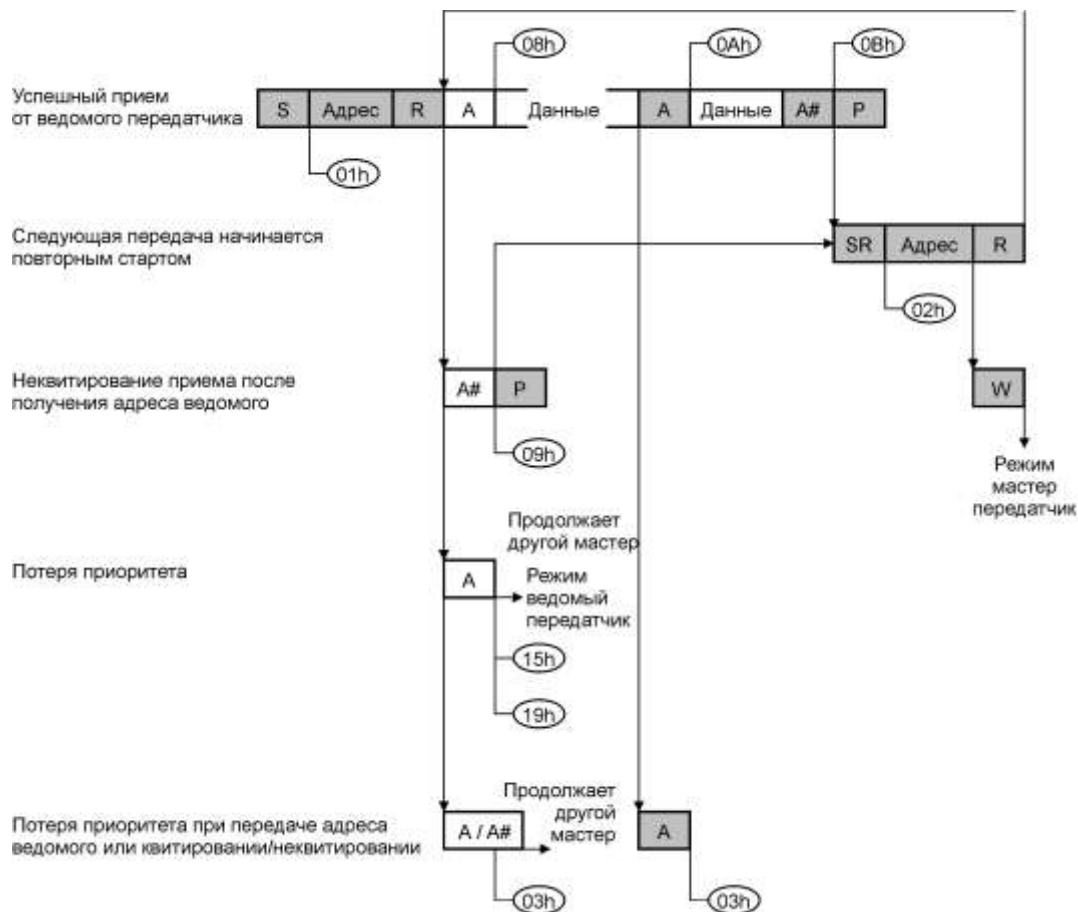 08h
0Ah
0Bh
Успешный прием
от ведомого передатчика
S Адрес R A Данные A Данные A# P
01h
Следующая передача начинается
повторным стартом
SR Адрес R
02h
Неквитирование приема после
получения адреса ведомого
A# P
W
09h
Режим
мастер
передатчик
Продолжает
другой мастер
Потеря приоритета
A
Режим
ведомый
передатчик
15h
19h
Продолжает
другой
мастер
Потеря приоритета при передаче адреса
ведомого или квитировании/неквитировании
A / A#
A
03h
03h